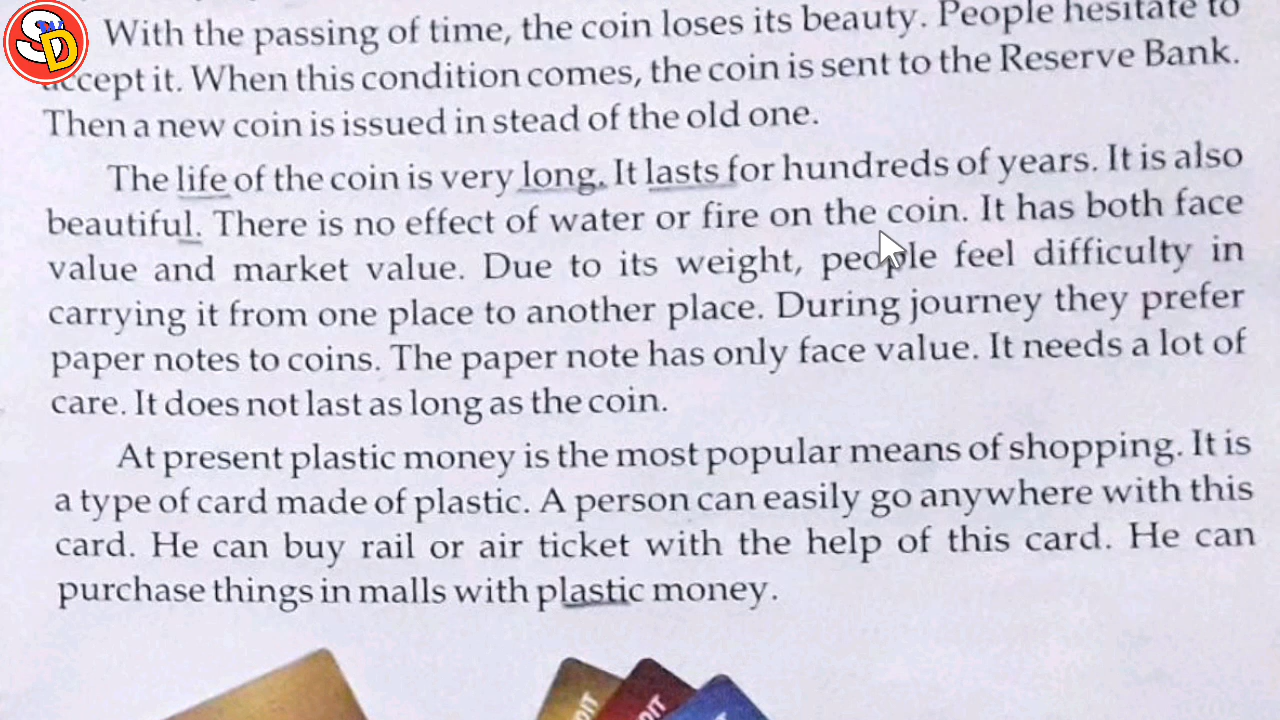 SD
With the passing of time, the coin loses its beauty. People hesitate to
accept it. When this condition comes, the coin is sent to the Reserve Bank.
Then a new coin is issued in stead of the old one.
The life of the coin is very long. It lasts for hundreds of years. It is also
beautiful. There is no effect of water or fire on the coin. It has both face
value and market value. Due to its weight, people feel difficulty in
carrying it from one place to another place. During journey they prefer
paper notes to coins. The paper note has only face value. It needs a lot of
care. It does not last as long as the coin.
At present plastic money is the most popular means of shopping. It is
a type of card made of plastic. A person can easily go anywhere with this
card. He can buy rail or air ticket with the help of this card. He can
purchase things in malls with plastic money.